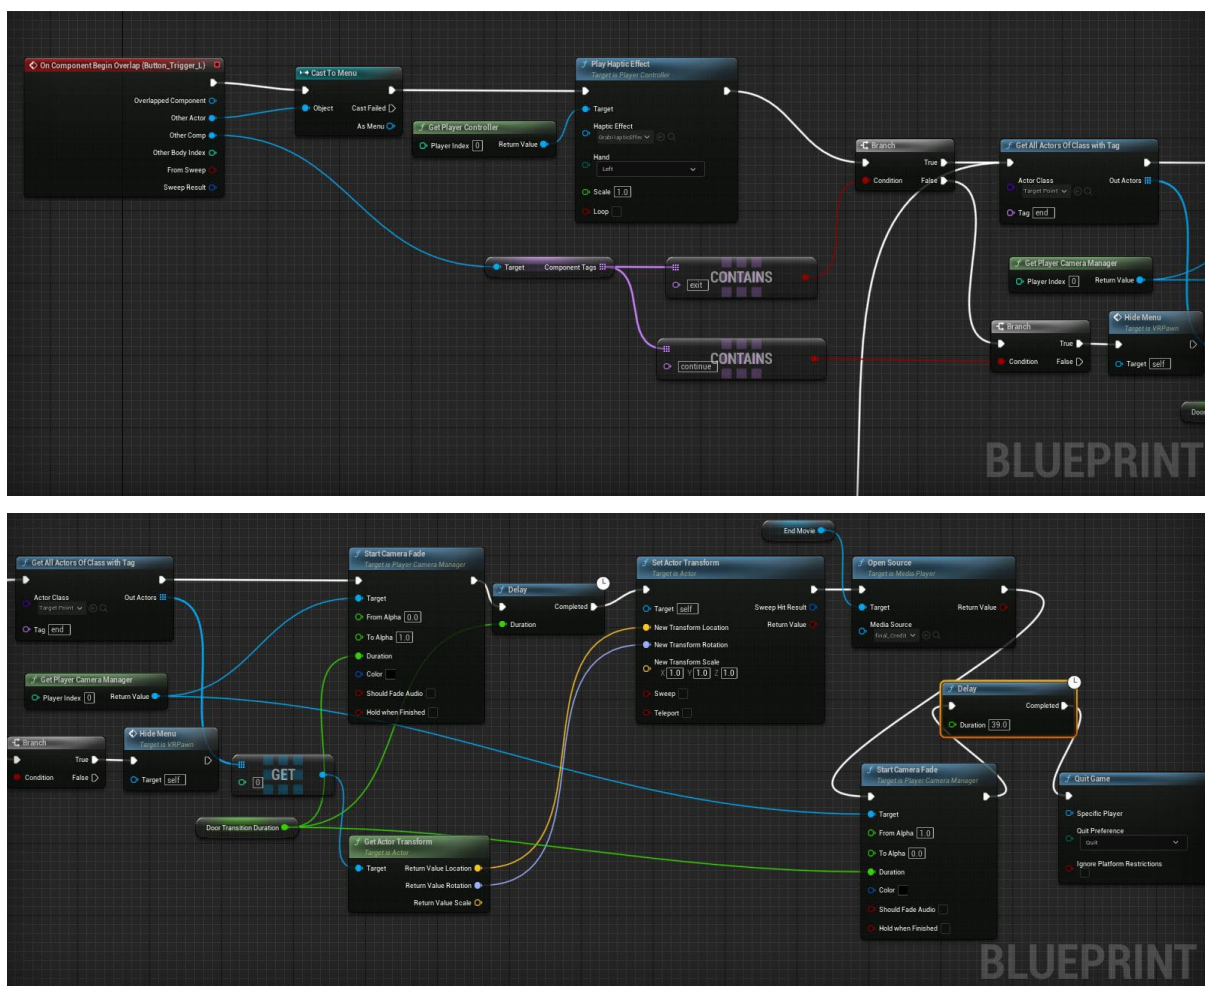 On Component Begin Overlap (Button_Trigger_L)
Overlapped Component
Other Actor
Other Comp
Other Body Index
From Sweep
Sweep Result
Cast To Menu
Object
Cast Failed
As Menu
Get Player Controller
Player Index 0
Return Value
Play Haptic Effect
Target is Player Controller
Target
Haptic Effect
GrabHapticEffec
Hand
Left
Scale 1.0
Loop
Target
Component Tags
CONTAINS
exit
CONTAINS
continue
Branch
True
Condition
False
Get All Actors Of Class with Tag
Actor Class
Out Actors
Target Point
Tag end
Get Player Camera Manager
Player Index 0
Return Value
Branch
True
Condition
False
Hide Menu
Target is VRPawn
Target self
Door
BLUEPRINT
End Movie
Get All Actors Of Class with Tag
Actor Class
Out Actors
Target Point
Tag end
Get Player Camera Manager
Player Index 0
Return Value
Branch
True
Condition
False
Hide Menu
Target is VRPawn
Target self
GET
0
Door Transition Duration
Start Camera Fade
Target is Player Camera Manager
Target
From Alpha 0.0
To Alpha 1.0
Duration
Color
Should Fade Audio
Hold when Finished
Get Actor Transform
Target is Actor
Target
Return Value Location
Return Value Rotation
Return Value Scale
Delay
Completed
Duration
Set Actor Transform
Target is Actor
Target self
Sweep Hit Result
New Transform Location
Return Value
New Transform Rotation
New Transform Scale
X 1.0 Y 1.0 Z 1.0
Sweep
Teleport
Open Source
Target is Media Player
Target
Return Value
Media Source
final_Credit
Delay
Completed
Duration 39.0
Start Camera Fade
Target is Player Camera Manager
Target
From Alpha 1.0
To Alpha 0.0
Duration
Color
Should Fade Audio
Hold when Finished
Quit Game
Specific Player
Quit Preference
Quit
Ignore Platform Restrictions
BLUEPRINT